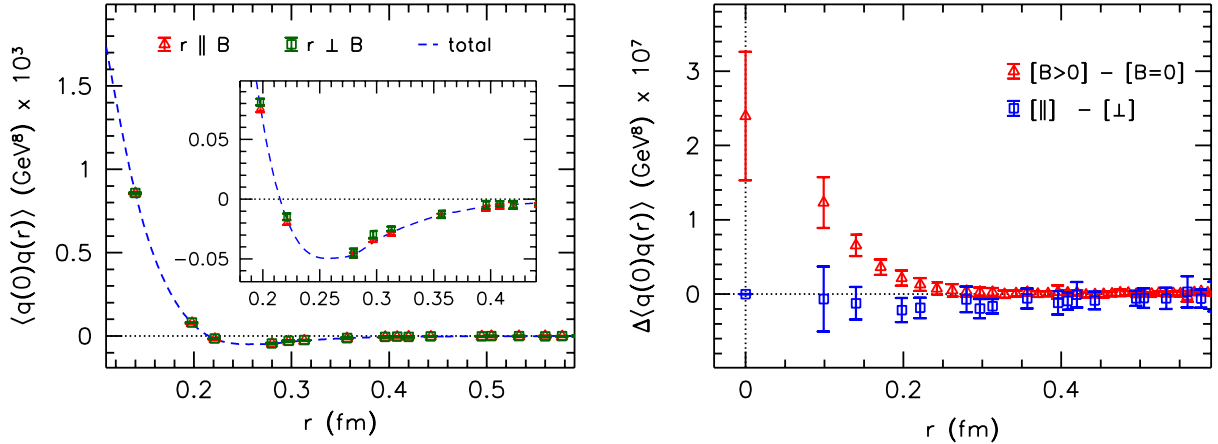 ⟨q(0)q(r)⟩ (GeV⁸) x 10³
r ∥ B
r ⊥ B
total
1.5
1
0.5
0
0.2
0.3
0.4
0.5
r (fm)
0.05
0
−0.05
0.2
0.25
0.3
0.35
0.4
Δ⟨q(0)q(r)⟩ (GeV⁸) x 10⁷
[B>0] − [B=0]
[∥] − [⊥]
3
2
1
0
0
0.2
0.4
r (fm)